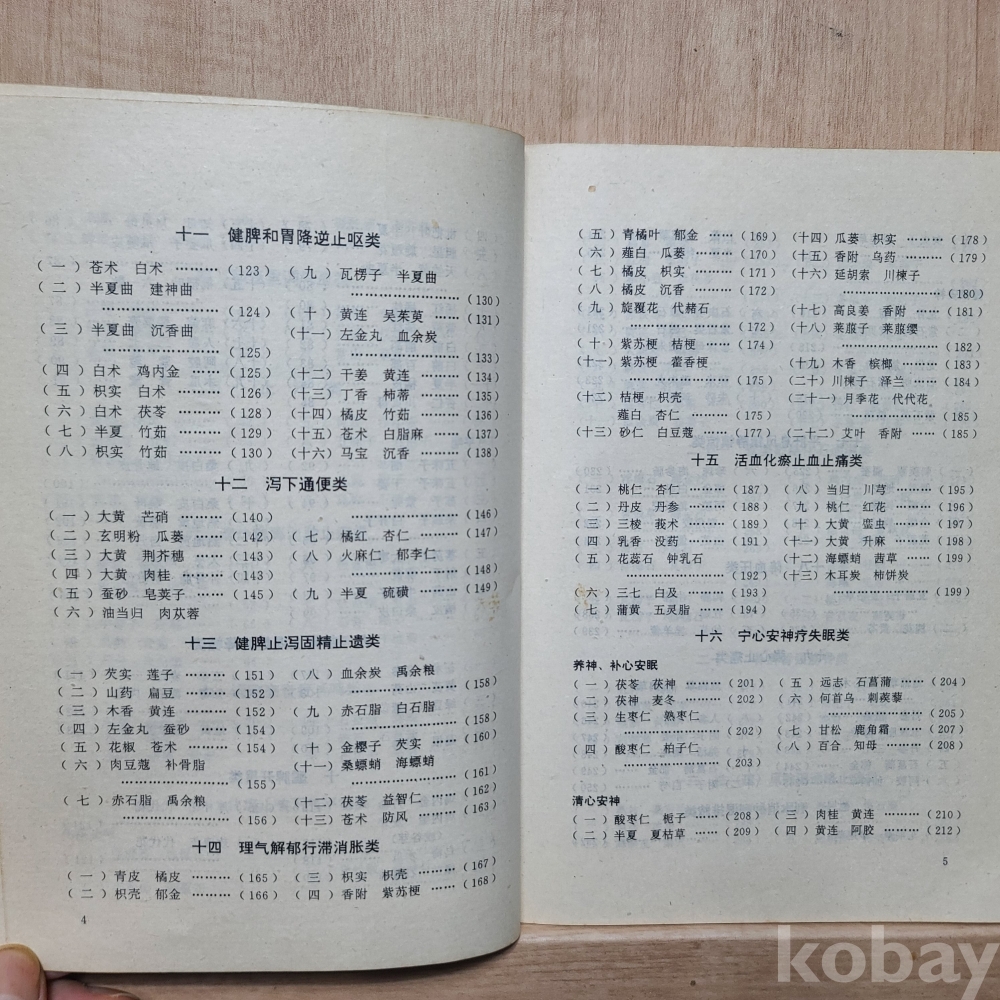 十一 健脾和胃降逆止呕类
（一）苍术 白术 ………（123）
（二）半夏曲 建神曲
……………………（124）
（三）半夏曲 沉香曲
……………………（125）
（四）白术 鸡内金 ……（125）
（五）枳实 白术 ………（126）
（六）白术 茯苓 ………（128）
（七）半夏 竹茹 ………（129）
（八）枳实 竹茹 ………（130）
（九）瓦楞子 半夏曲
……………………（130）
（十）黄连 吴茱萸 ……（131）
（十一）左金丸 血余炭
……………………（133）
（十二）干姜 黄连 ……（134）
（十三）丁香 柿蒂 ……（135）
（十四）橘皮 竹茹 ……（136）
（十五）苍术 白脂麻 …（137）
（十六）马宝 沉香 ……（138）
十二 泻下通便类
（一）大黄 芒硝 ………（140）
（二）玄明粉 瓜蒌 ……（142）
（三）大黄 荆芥穗 ……（143）
（四）大黄 肉桂 ………（143）
（五）蚕砂 皂荚子 ……（145）
（六）油当归 肉苁蓉
……………………（146）
（七）橘红 杏仁 ………（147）
（八）火麻仁 郁李仁
……………………（148）
（九）半夏 硫磺 ………（149）
十三 健脾止泻固精止遗类
（一）芡实 莲子 ………（151）
（二）山药 扁豆 ………（152）
（三）木香 黄连 ………（152）
（四）左金丸 蚕砂 ……（154）
（五）花椒 苍术 ………（154）
（六）肉豆蔻 补骨脂
……………………（155）
（七）赤石脂 禹余粮
……………………（156）
（八）血余炭 禹余粮
……………………（158）
（九）赤石脂 白石脂
……………………（158）
（十）金樱子 芡实 ……（160）
（十一）桑螵蛸 海螵蛸
……………………（161）
（十二）茯苓 益智仁 …（162）
（十三）苍术 防风 ……（163）
十四 理气解郁行滞消胀类
（一）青皮 橘皮 ………（165）
（二）枳壳 郁金 ………（166）
（三）枳实 枳壳 ………（167）
（四）香附 紫苏梗 ……（168）
4
（五）青橘叶 郁金 ……（169）
（六）薤白 瓜蒌 ………（170）
（七）橘皮 枳实 ………（171）
（八）橘皮 沉香 ………（172）
（九）旋覆花 代赭石
……………………（172）
（十）紫苏梗 桔梗 ……（174）
（十一）紫苏梗 藿香梗
……………………（175）
（十二）桔梗 枳壳
薤白 杏仁 ………（175）
（十三）砂仁 白豆蔻 …（177）
（十四）瓜蒌 枳实 ……（178）
（十五）香附 乌药 ……（179）
（十六）延胡索 川楝子
……………………（180）
（十七）高良姜 香附 …（181）
（十八）莱菔子 莱菔缨
……………………（182）
（十九）木香 槟榔 ……（183）
（二十）川楝子 泽兰 …（184）
（二十一）月季花 代代花
……………………（185）
（二十二）艾叶 香附 …（185）
十五 活血化瘀止血止痛类
（一）桃仁 杏仁 ………（187）
（二）丹皮 丹参 ………（188）
（三）三棱 莪术 ………（189）
（四）乳香 没药 ………（191）
（五）花蕊石 钟乳石
……………………（192）
（六）三七 白及 ………（193）
（七）蒲黄 五灵脂 ……（194）
（八）当归 川芎 ………（195）
（九）桃仁 红花 ………（196）
（十）大黄 䗪虫 ………（197）
（十一）大黄 升麻 ……（198）
（十二）海螵蛸 茜草 …（199）
（十三）木耳炭 柿饼炭
……………………（199）
十六 宁心安神疗失眠类
养神、补心安眠
（一）茯苓 茯神 ………（201）
（二）茯神 麦冬 ………（202）
（三）生枣仁 熟枣仁
……………………（202）
（四）酸枣仁 柏子仁
……………………（203）
（五）远志 石菖蒲 ……（204）
（六）何首乌 刺蒺藜
……………………（205）
（七）甘松 鹿角霜 ……（207）
（八）百合 知母 ………（208）
清心安神
（一）酸枣仁 栀子 ……（208）
（二）半夏 夏枯草 ……（209）
（三）肉桂 黄连 ………（210）
（四）黄连 阿胶 ………（212）
5
kobay